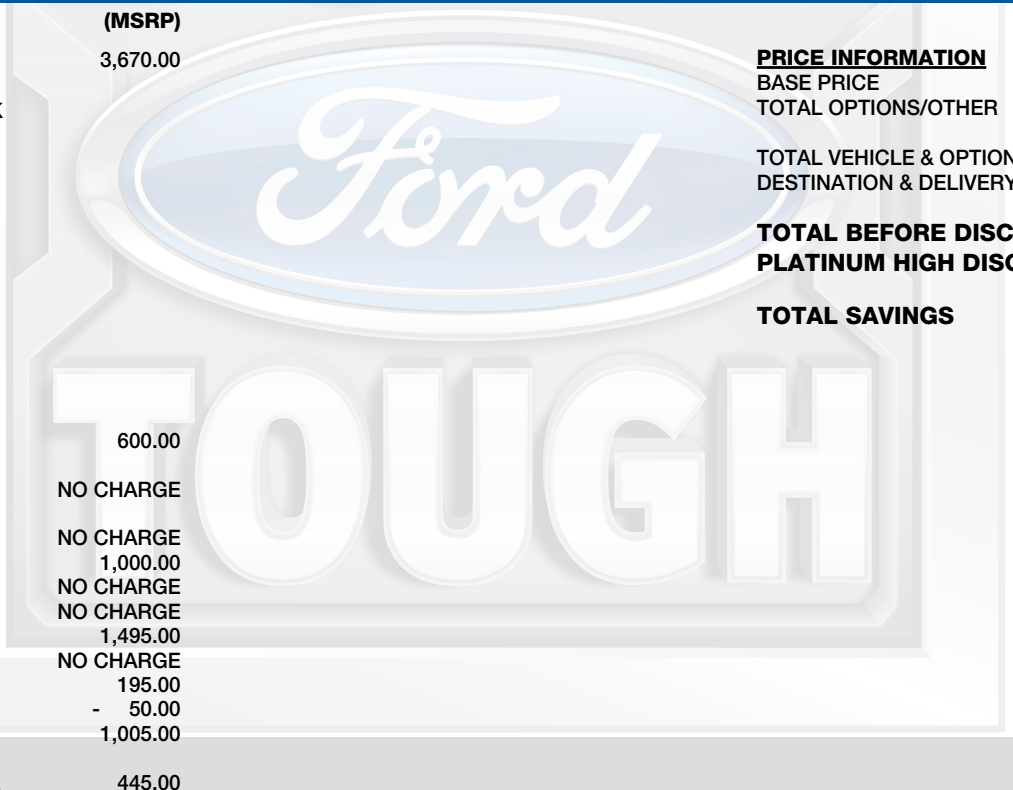 (MSRP)
3,670.00
600.00
NO CHARGE
NO CHARGE
1,000.00
NO CHARGE
NO CHARGE
1,495.00
NO CHARGE
195.00
- 50.00
1,005.00
445.00
PRICE INFORMATION
BASE PRICE
TOTAL OPTIONS/OTHER
TOTAL VEHICLE & OPTION
DESTINATION & DELIVERY
TOTAL BEFORE DISC
PLATINUM HIGH DISC
TOTAL SAVINGS
Ford
TOUGH